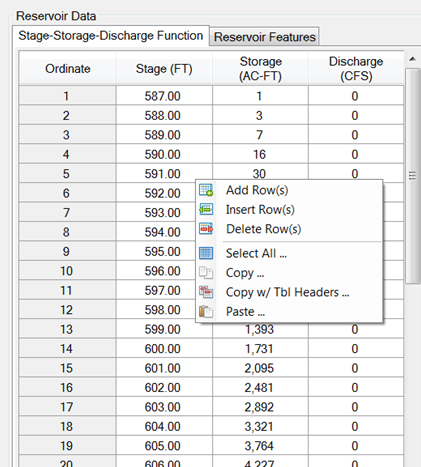 Reservoir Data
Stage-Storage-Discharge Function Reservoir Features
Ordinate Stage (FT) Storage (AC-FT) Discharge (CFS)
1 587.00 1 0
2 588.00 3 0
3 589.00 7 0
4 590.00 16 0
5 591.00 30 0
6 592.00
7 593.00
8 594.00
9 595.00
10 596.00
11 597.00
12 598.00
Add Row(s)
Insert Row(s)
Delete Row(s)
Select All ...
Copy ...
Copy w/ Tbl Headers ...
Paste ...
13 599.00 1,393 0
14 600.00 1,731 0
15 601.00 2,095 0
16 602.00 2,481 0
17 603.00 2,892 0
18 604.00 3,321 0
19 605.00 3,764 0
20 606.00 4,227 0